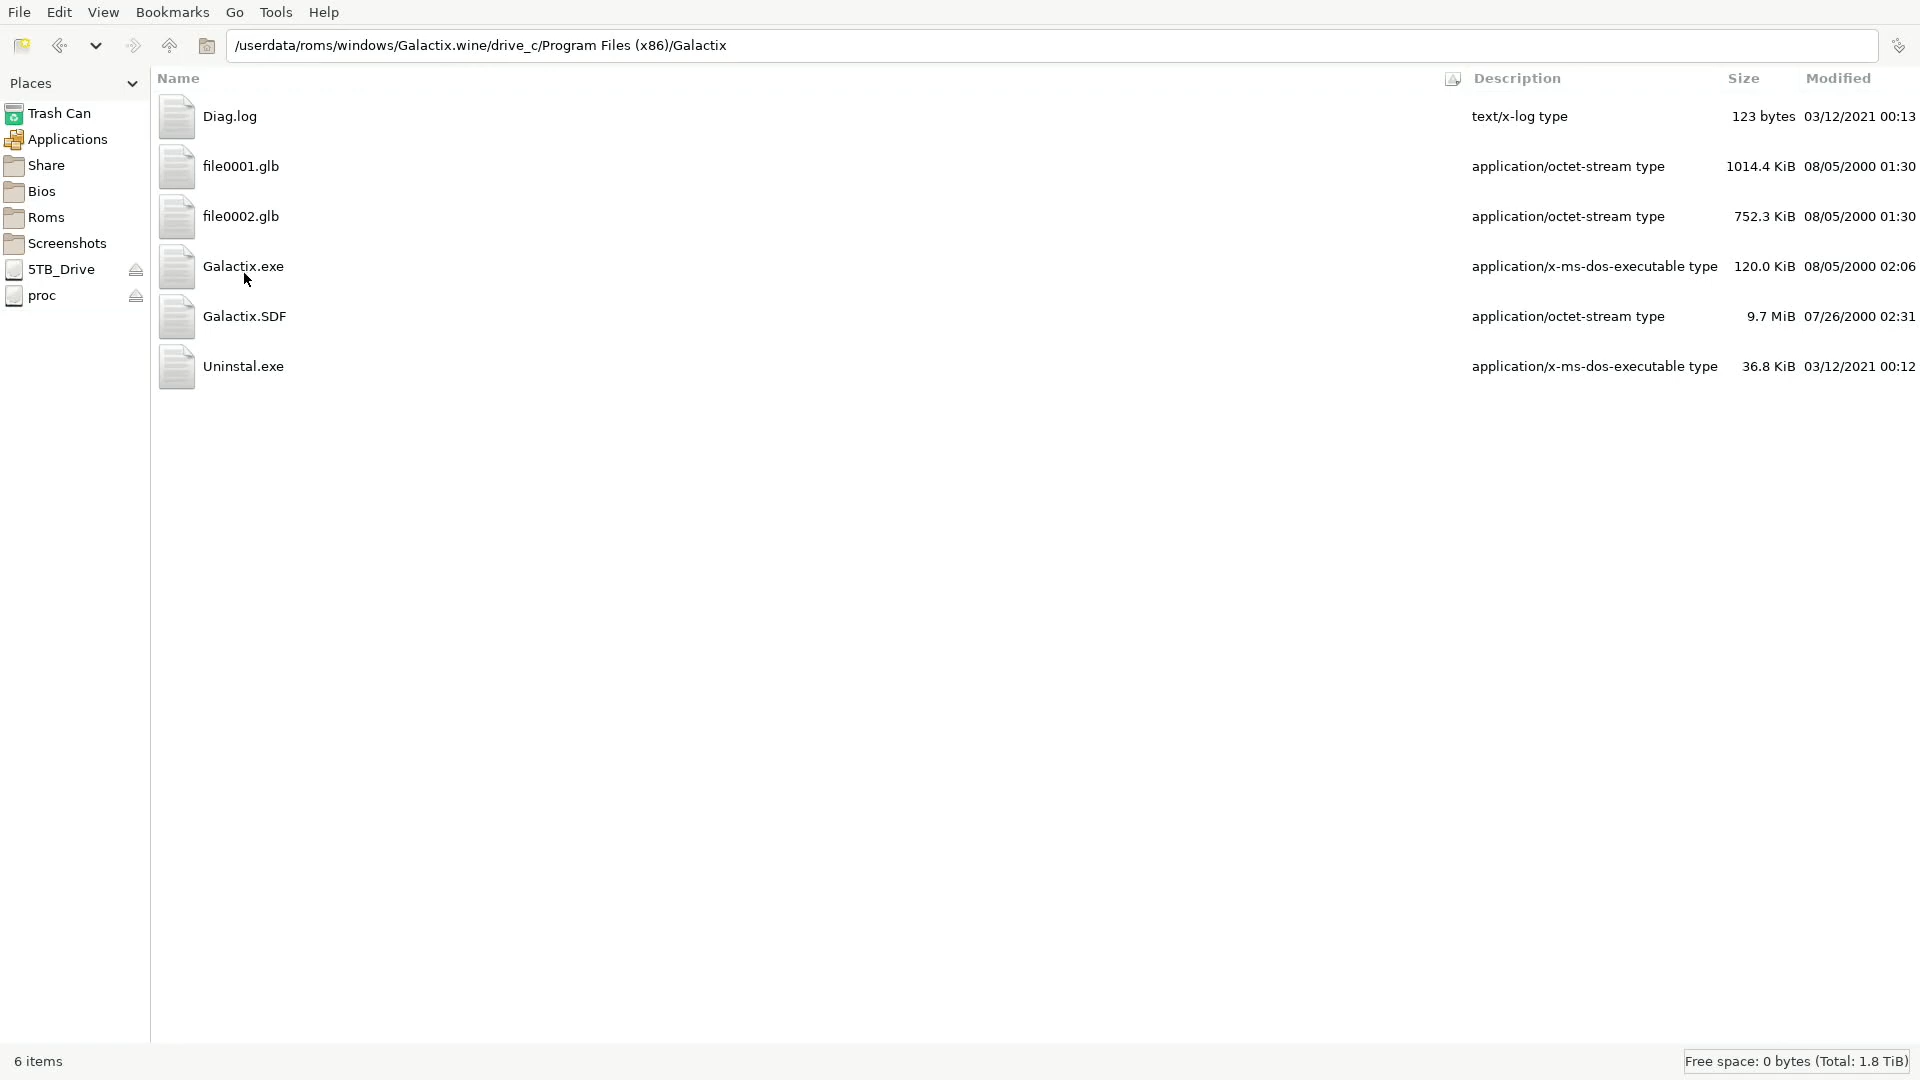 File Edit View Bookmarks Go Tools Help
/userdata/roms/windows/Galactix.wine/drive_c/Program Files (x86)/Galactix
Places
Trash Can
Applications
Share
Bios
Roms
Screenshots
5TB_Drive
proc
Name Description Size Modified
Diag.log text/x-log type 123 bytes 03/12/2021 00:13
file0001.glb application/octet-stream type 1014.4 KiB 08/05/2000 01:30
file0002.glb application/octet-stream type 752.3 KiB 08/05/2000 01:30
Galactix.exe application/x-ms-dos-executable type 120.0 KiB 08/05/2000 02:06
Galactix.SDF application/octet-stream type 9.7 MiB 07/26/2000 02:31
Uninstal.exe application/x-ms-dos-executable type 36.8 KiB 03/12/2021 00:12
6 items Free space: 0 bytes (Total: 1.8 TiB)